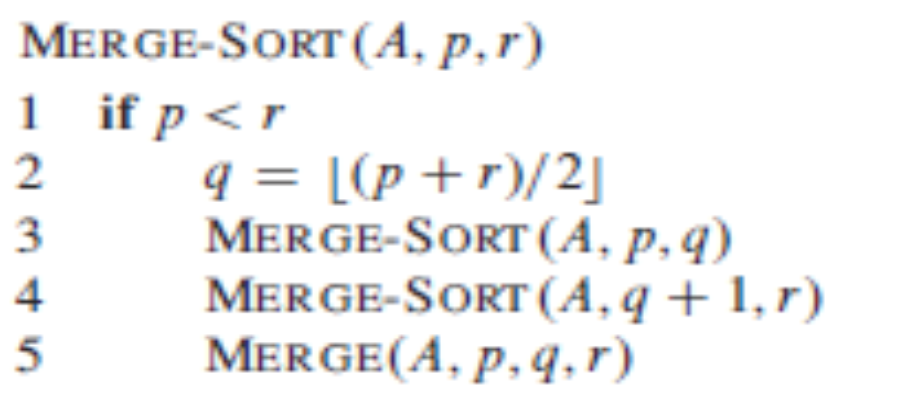 MERGE-SORT(A, p, r)
1 if p < r
2 q = ⌊(p + r)/2⌋
3 MERGE-SORT(A, p, q)
4 MERGE-SORT(A, q + 1, r)
5 MERGE(A, p, q, r)